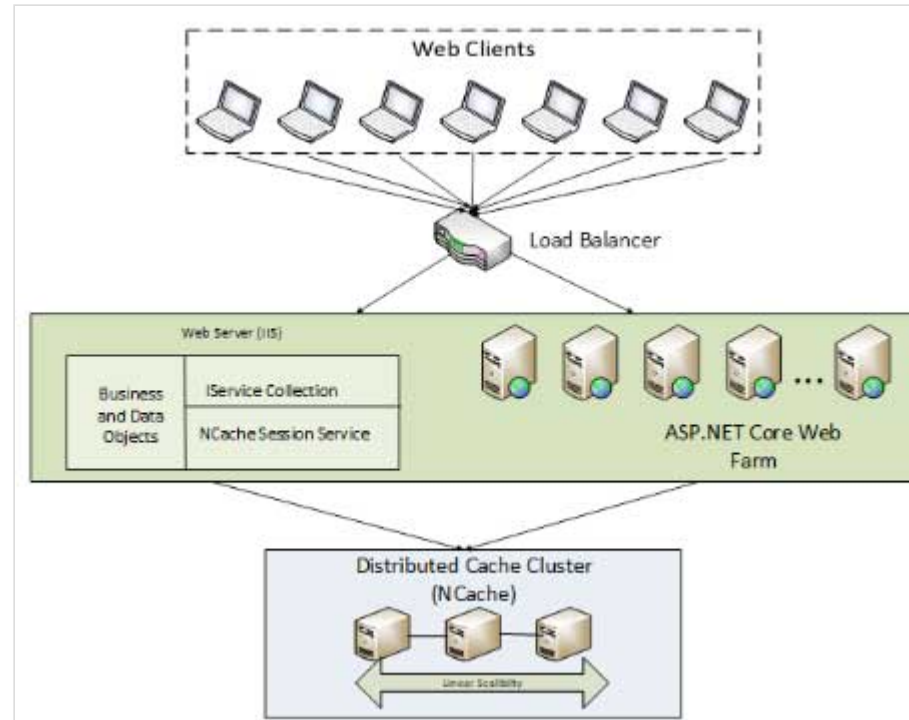 Web Clients
Load Balancer
Web Server (IIS)
Business
and Data
Objects
IService Collection
NCache Session Service
...
ASP.NET Core Web
Farm
Distributed Cache Cluster
(NCache)
Linear Scalibilty